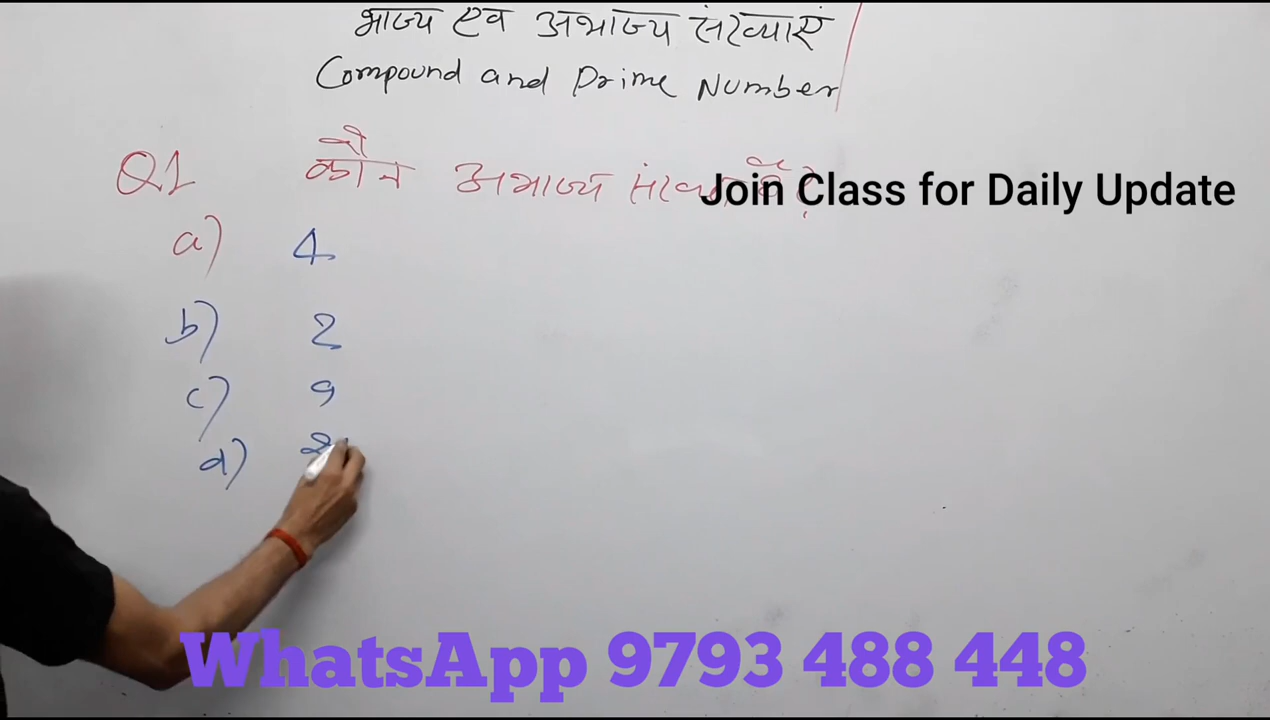 भाज्य एवं अभाज्य संख्याएं
Compound and Prime Number
Q1 कौन सी अभाज्य
Join Class for Daily Update
a) 4
b) 2
c) 9
d)
WhatsApp 9793 488 448